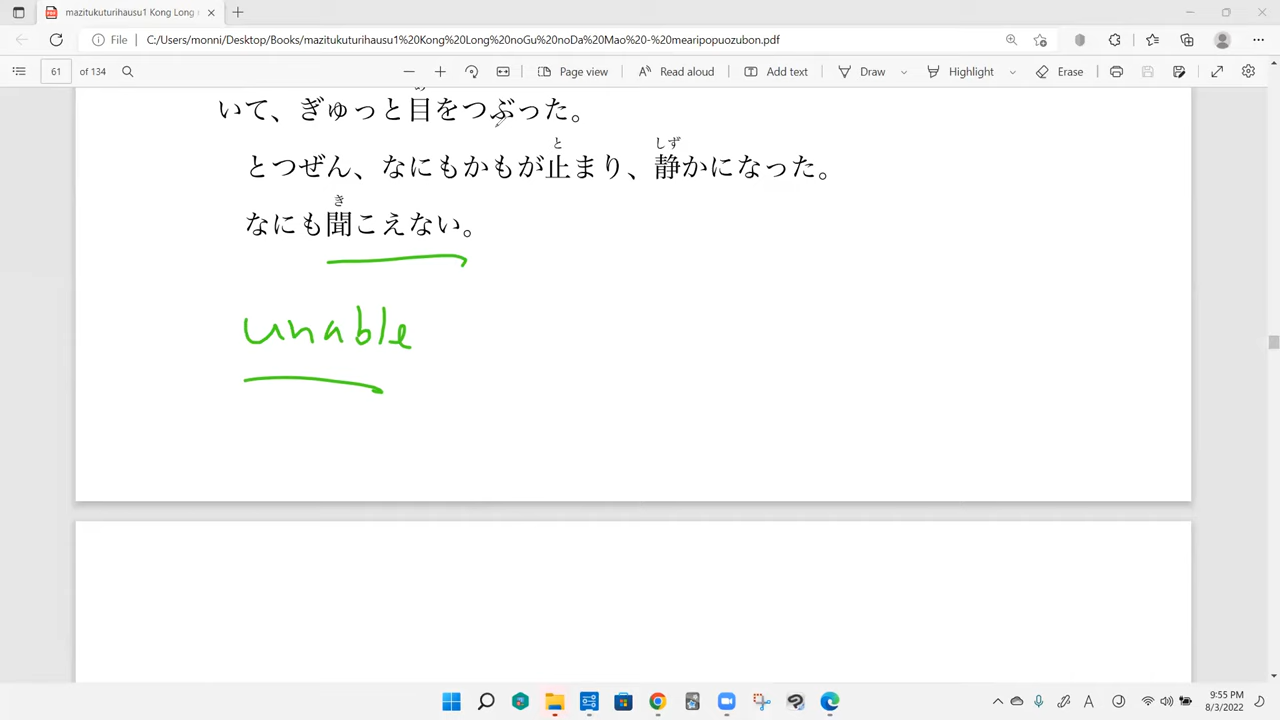 mazitukuturihausu1 Kong Long
File C:/Users/monni/Desktop/Books/mazitukuturihausu1%20Kong%20Long%20noGu%20noDa%20Mao%20-%20mearipopuozubon.pdf
61 of 134 Page view Read aloud Add text Draw Highlight Erase
いて、ぎゅっと目をつぶった。
と しず
とつぜん、なにもかもが止まり、静かになった。
き
なにも聞こえない。
unable
9:55 PM
8/3/2022